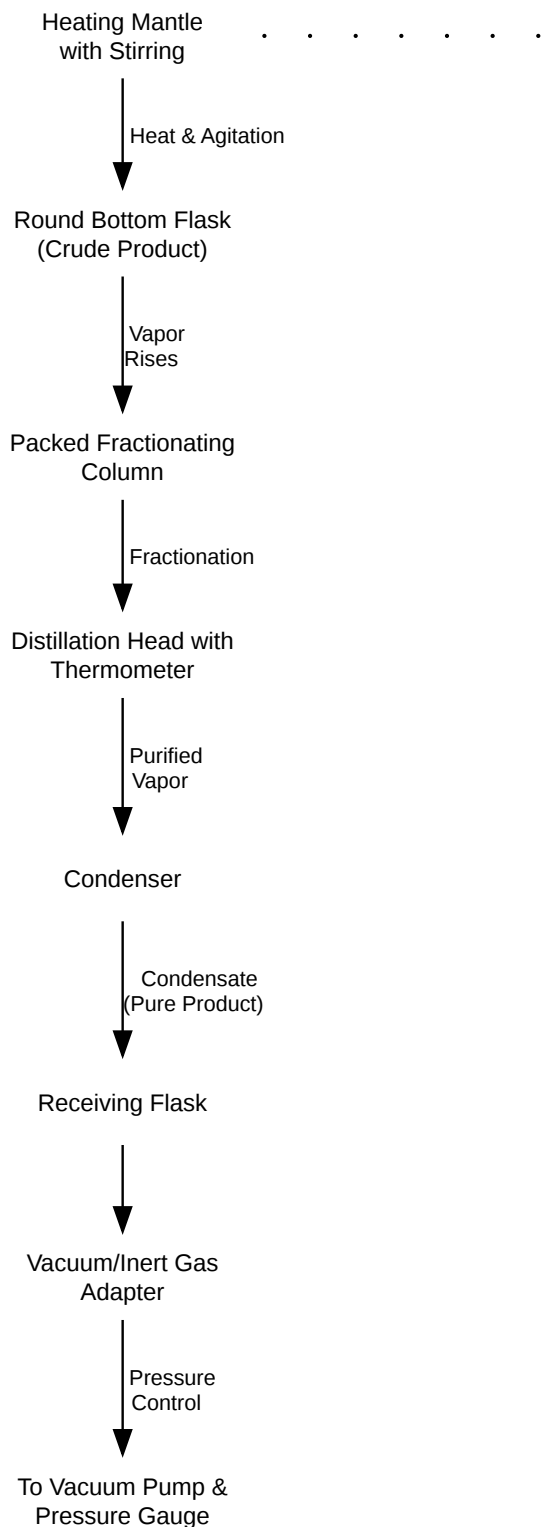 Heating Mantle
with Stirring
Heat & Agitation
Round Bottom Flask
(Crude Product)
Vapor
Rises
Packed Fractionating
Column
Fractionation
Distillation Head with
Thermometer
Purified
Vapor
Condenser
Condensate
(Pure Product)
Receiving Flask
Vacuum/Inert Gas
Adapter
Pressure
Control
To Vacuum Pump &
Pressure Gauge